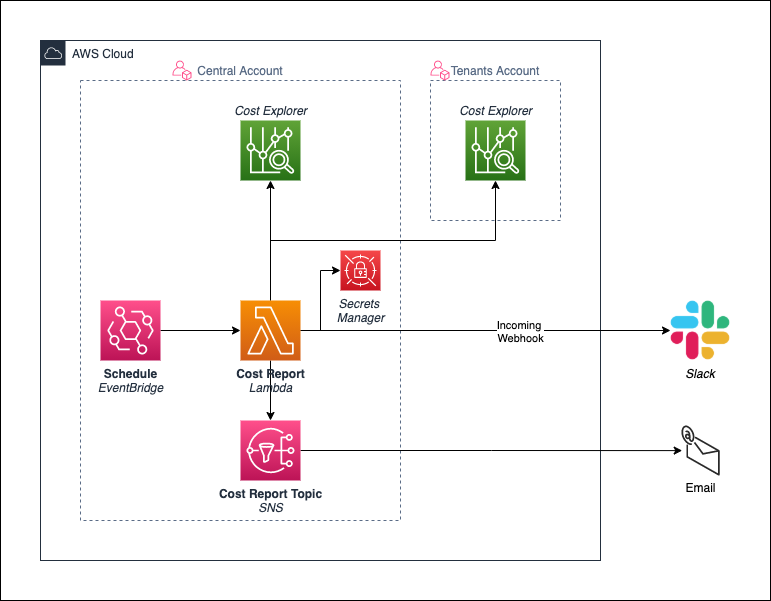 AWS Cloud
Central Account
Tenants Account
Cost Explorer
Cost Explorer
Secrets
Manager
Incoming
Webhook
Schedule
EventBridge
Cost Report
Lambda
Slack
Cost Report Topic
SNS
@
Email